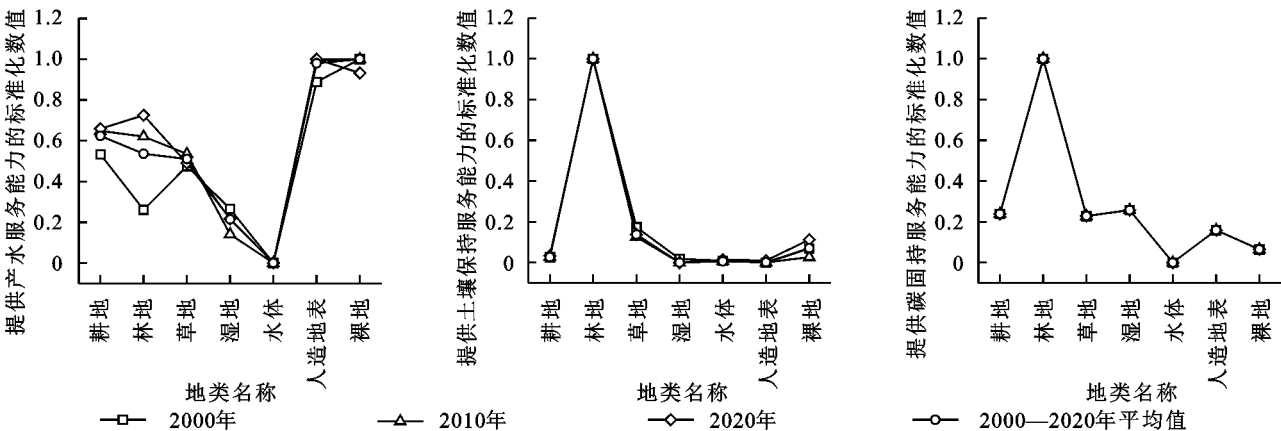 提供产水服务能力的标准化数值
1.2
1.0
0.8
0.6
0.4
0.2
0
耕地
林地
草地
湿地
水体
人造地表
裸地
地类名称
提供土壤保持服务能力的标准化数值
1.2
1.0
0.8
0.6
0.4
0.2
0
耕地
林地
草地
湿地
水体
人造地表
裸地
地类名称
提供碳固持服务能力的标准化数值
1.2
1.0
0.8
0.6
0.4
0.2
0
耕地
林地
草地
湿地
水体
人造地表
裸地
地类名称
2000年
2010年
2020年
2000—2020年平均值